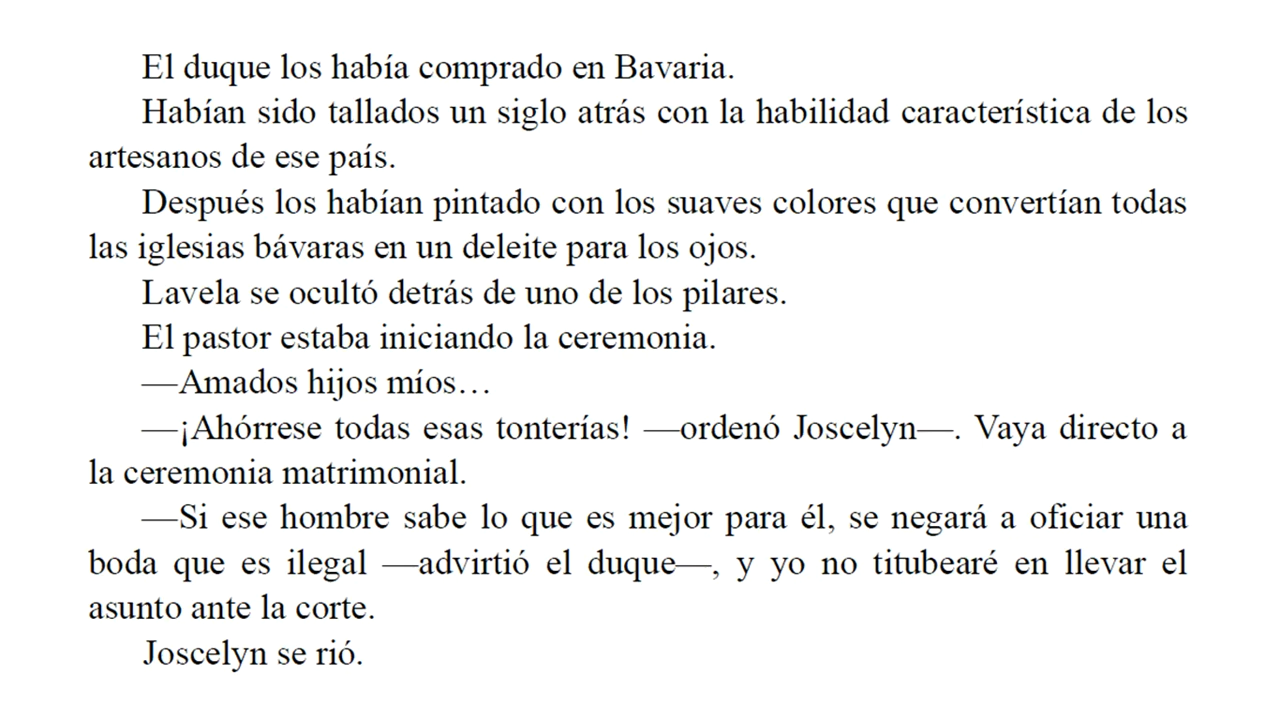 El duque los había comprado en Bavaria.
Habían sido tallados un siglo atrás con la habilidad característica de los
artesanos de ese país.
Después los habían pintado con los suaves colores que convertían todas
las iglesias bávaras en un deleite para los ojos.
Lavela se ocultó detrás de uno de los pilares.
El pastor estaba iniciando la ceremonia.
—Amados hijos míos…
—¡Ahórrese todas esas tonterías! —ordenó Joscelyn—. Vaya directo a
la ceremonia matrimonial.
—Si ese hombre sabe lo que es mejor para él, se negará a oficiar una
boda que es ilegal —advirtió el duque—, y yo no titubearé en llevar el
asunto ante la corte.
Joscelyn se rió.